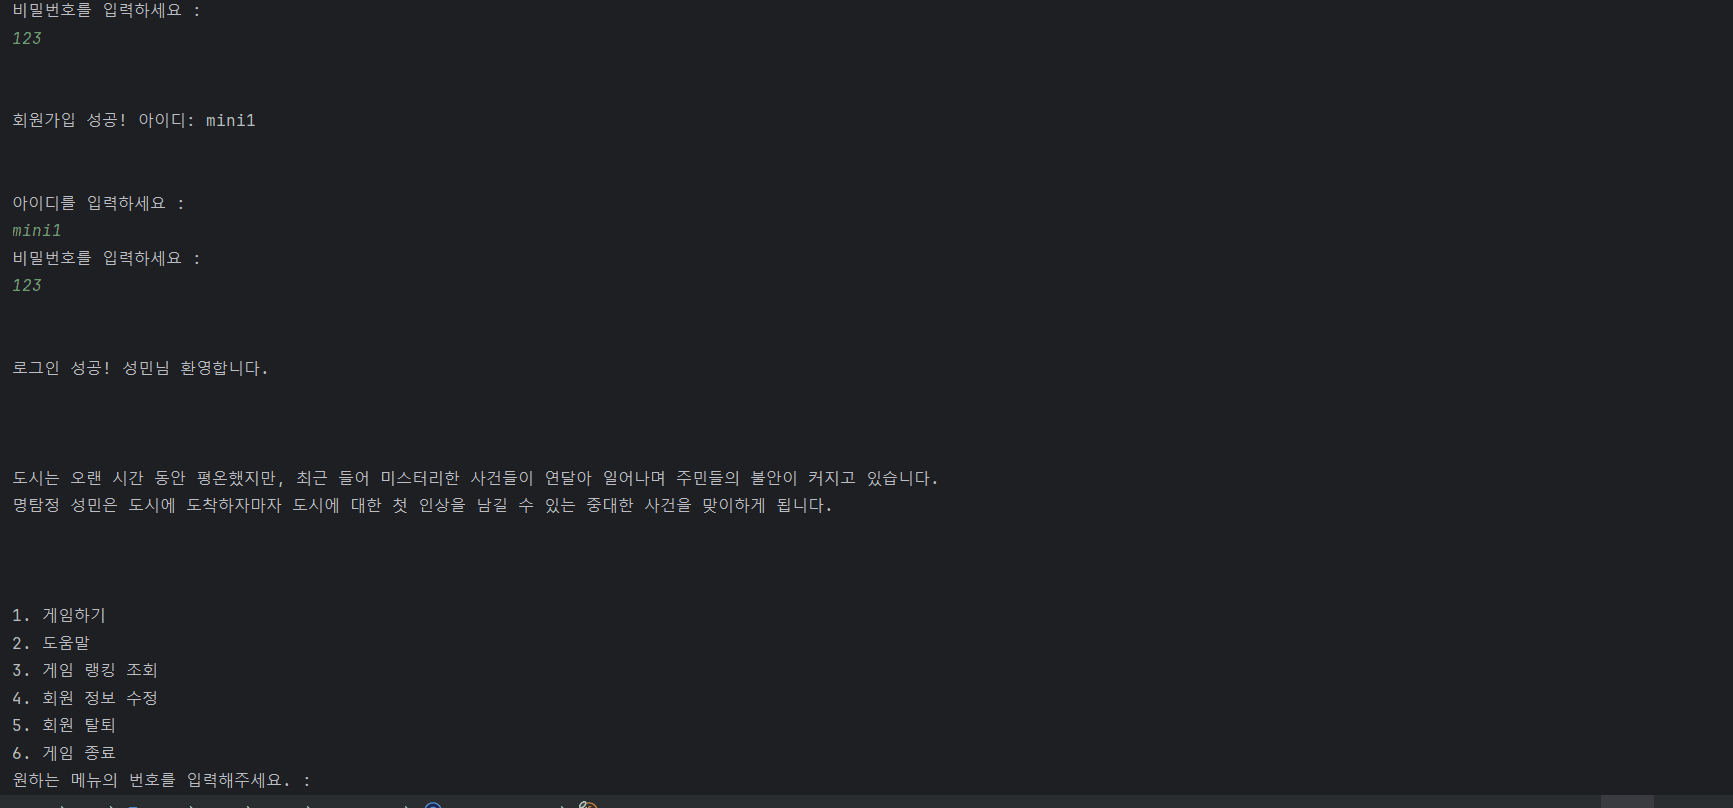 비밀번호를 입력하세요 :
123
회원가입 성공! 아이디: mini1
아이디를 입력하세요 :
mini1
비밀번호를 입력하세요 :
123
로그인 성공! 성민님 환영합니다.
도시는 오랜 시간 동안 평온했지만, 최근 들어 미스터리한 사건들이 연달아 일어나며 주민들의 불안이 커지고 있습니다.
명탐정 성민은 도시에 도착하자마자 도시에 대한 첫 인상을 남길 수 있는 중대한 사건을 맞이하게 됩니다.
1. 게임하기
2. 도움말
3. 게임 랭킹 조회
4. 회원 정보 수정
5. 회원 탈퇴
6. 게임 종료
원하는 메뉴의 번호를 입력해주세요. :